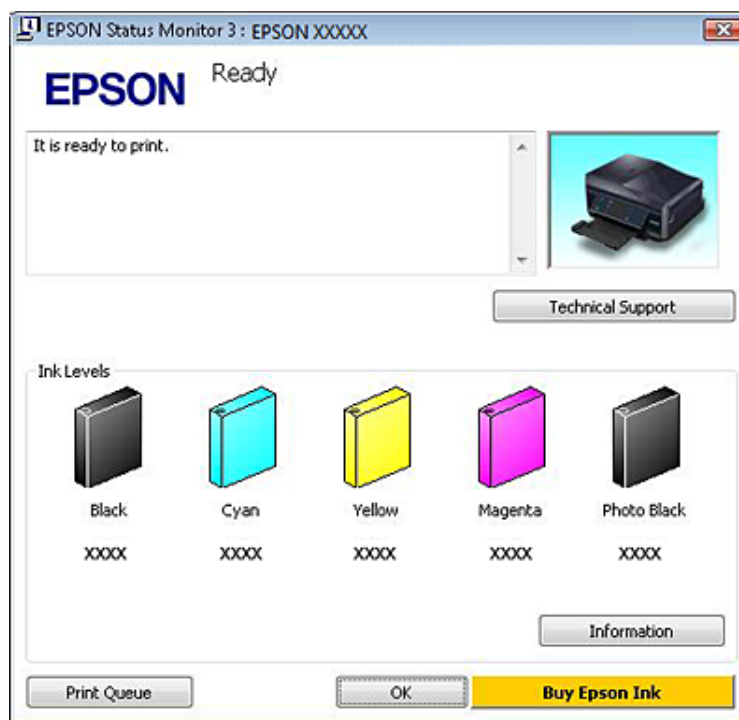 EPSON Status Monitor 3 : EPSON XXXXX
EPSON
Ready
It is ready to print.
Technical Support
Ink Levels
Black Cyan Yellow Magenta Photo Black
XXXX XXXX XXXX XXXX XXXX
Information
Print Queue OK Buy Epson Ink